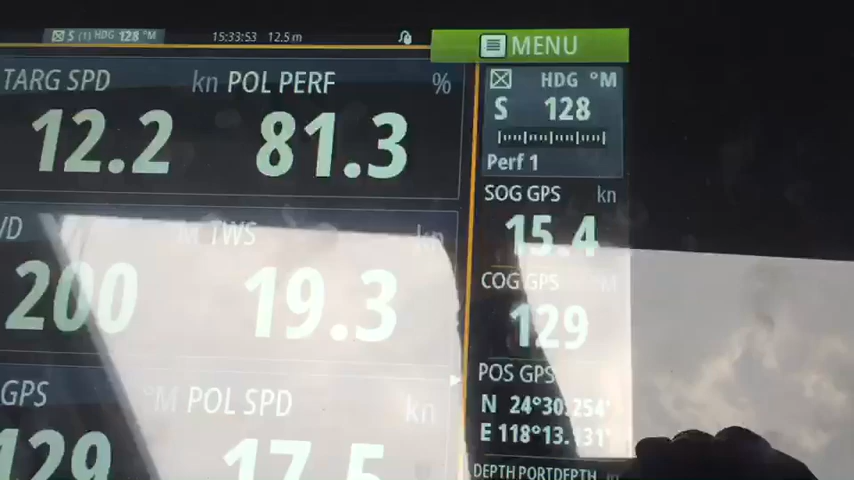 S (1) HDG 128 °M 15:33:53 12.5 m
MENU
TARG SPD kn POL PERF %
12.2 81.3
HDG °M
S 128
Perf 1
SOG GPS kn
15.4
TWS kn
200 19.3
COG GPS
129
POS GPS
N 24°30.254'
E 118°13.131'
GPS °M POL SPD kn
129 17.5
DEPTH PORTDEPTH